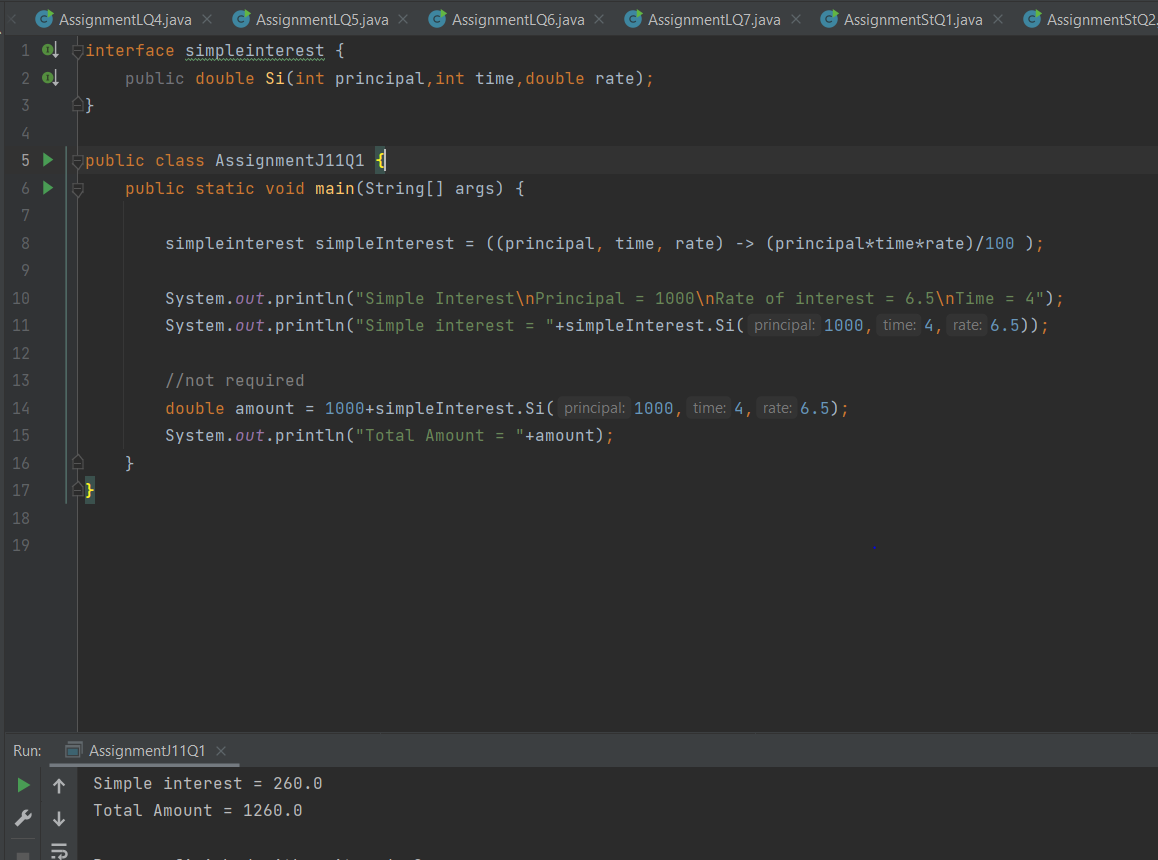 AssignmentLQ4.java × AssignmentLQ5.java × AssignmentLQ6.java × AssignmentLQ7.java × AssignmentStQ1.java × AssignmentStQ2.
1 interface simpleinterest {
2 public double Si(int principal,int time,double rate);
3 }
4
5 public class AssignmentJ11Q1 {
6 public static void main(String[] args) {
7
8 simpleinterest simpleInterest = ((principal, time, rate) -> (principal*time*rate)/100 );
9
10 System.out.println("Simple Interest\nPrincipal = 1000\nRate of interest = 6.5\nTime = 4");
11 System.out.println("Simple interest = "+simpleInterest.Si( principal: 1000, time: 4, rate: 6.5));
12
13 //not required
14 double amount = 1000+simpleInterest.Si( principal: 1000, time: 4, rate: 6.5);
15 System.out.println("Total Amount = "+amount);
16 }
17 }
18
19
Run: AssignmentJ11Q1 ×
Simple interest = 260.0
Total Amount = 1260.0